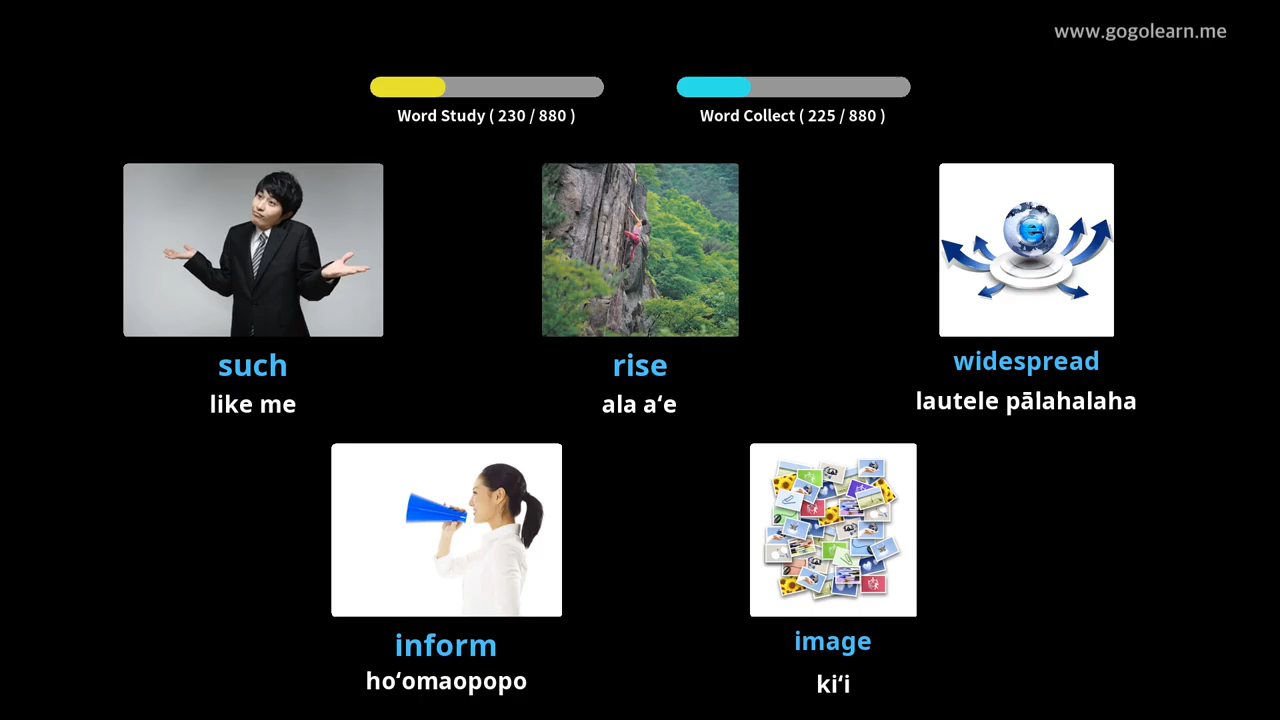 www.gogolearn.me
Word Study ( 230 / 880 )
Word Collect ( 225 / 880 )
such
like me
rise
ala aʻe
widespread
lautele pālahalaha
inform
hoʻomaopopo
image
kiʻi